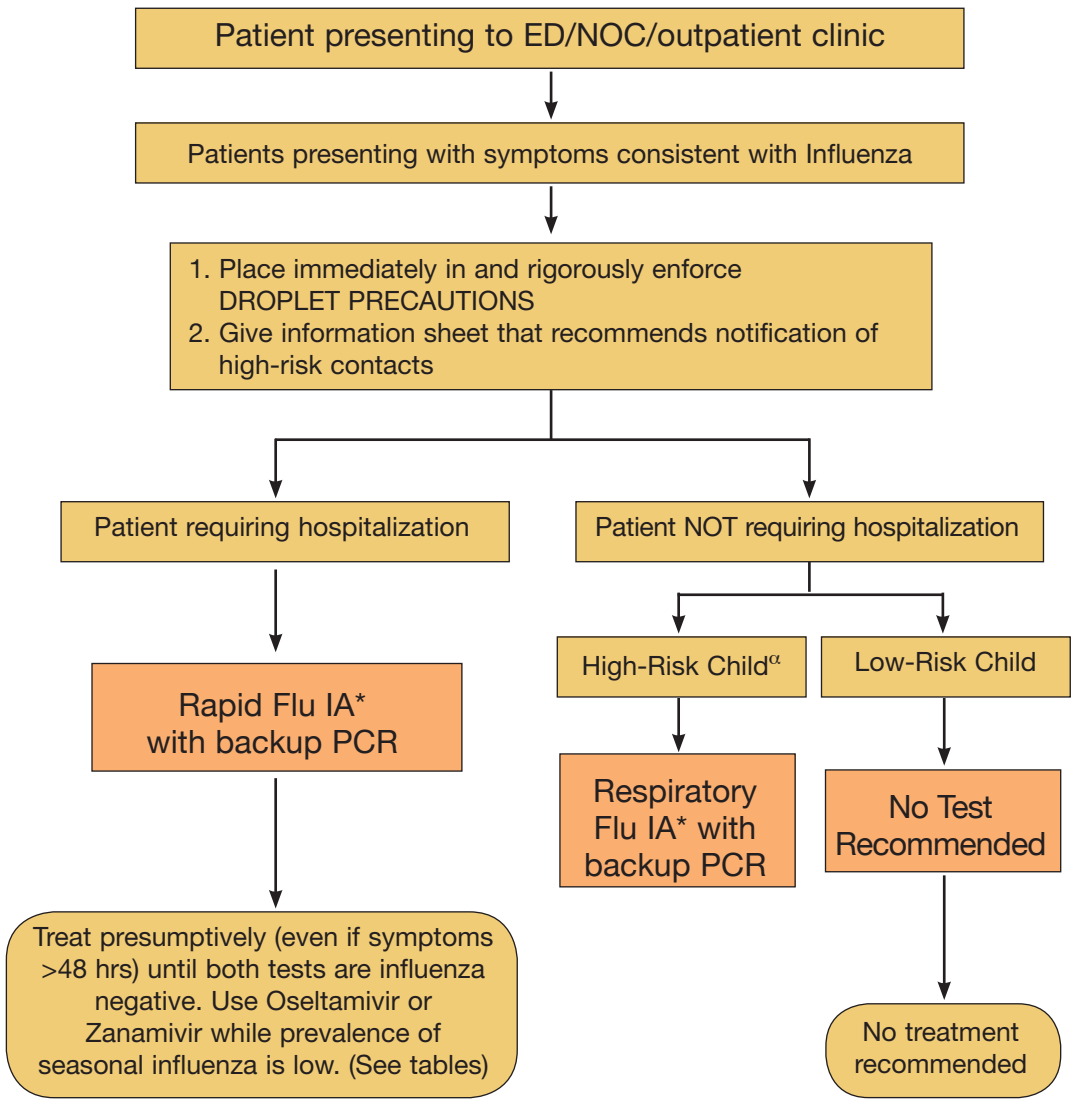 Patient presenting to ED/NOC/outpatient clinic
Patients presenting with symptoms consistent with Influenza
1. Place immediately in and rigorously enforce
DROPLET PRECAUTIONS
2. Give information sheet that recommends notification of
high-risk contacts
Patient requiring hospitalization
Patient NOT requiring hospitalization
High-Risk Childα
Low-Risk Child
Rapid Flu IA*
with backup PCR
Respiratory
Flu IA* with
backup PCR
No Test
Recommended
Treat presumptively (even if symptoms
>48 hrs) until both tests are influenza
negative. Use Oseltamivir or
Zanamivir while prevalence of
seasonal influenza is low. (See tables)
No treatment
recommended